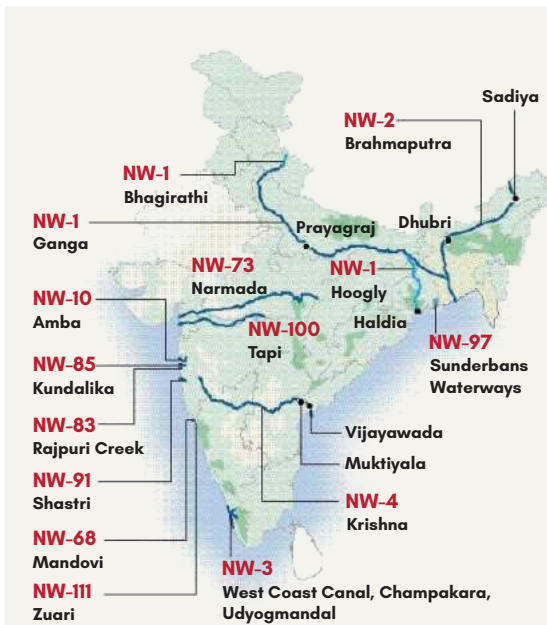 Sadiya
NW-2
Brahmaputra
NW-1
Bhagirathi
NW-1
Ganga
Prayagraj
Dhubri
NW-73
Narmada
NW-1
Hoogly
NW-10
Amba
NW-100
Tapi
Haldia
NW-97
Sunderbans
Waterways
NW-85
Kundalika
NW-83
Rajpuri Creek
Vijayawada
Muktiyala
NW-91
Shastri
NW-4
Krishna
NW-68
Mandovi
NW-3
West Coast Canal, Champakara,
Udyogmandal
NW-111
Zuari